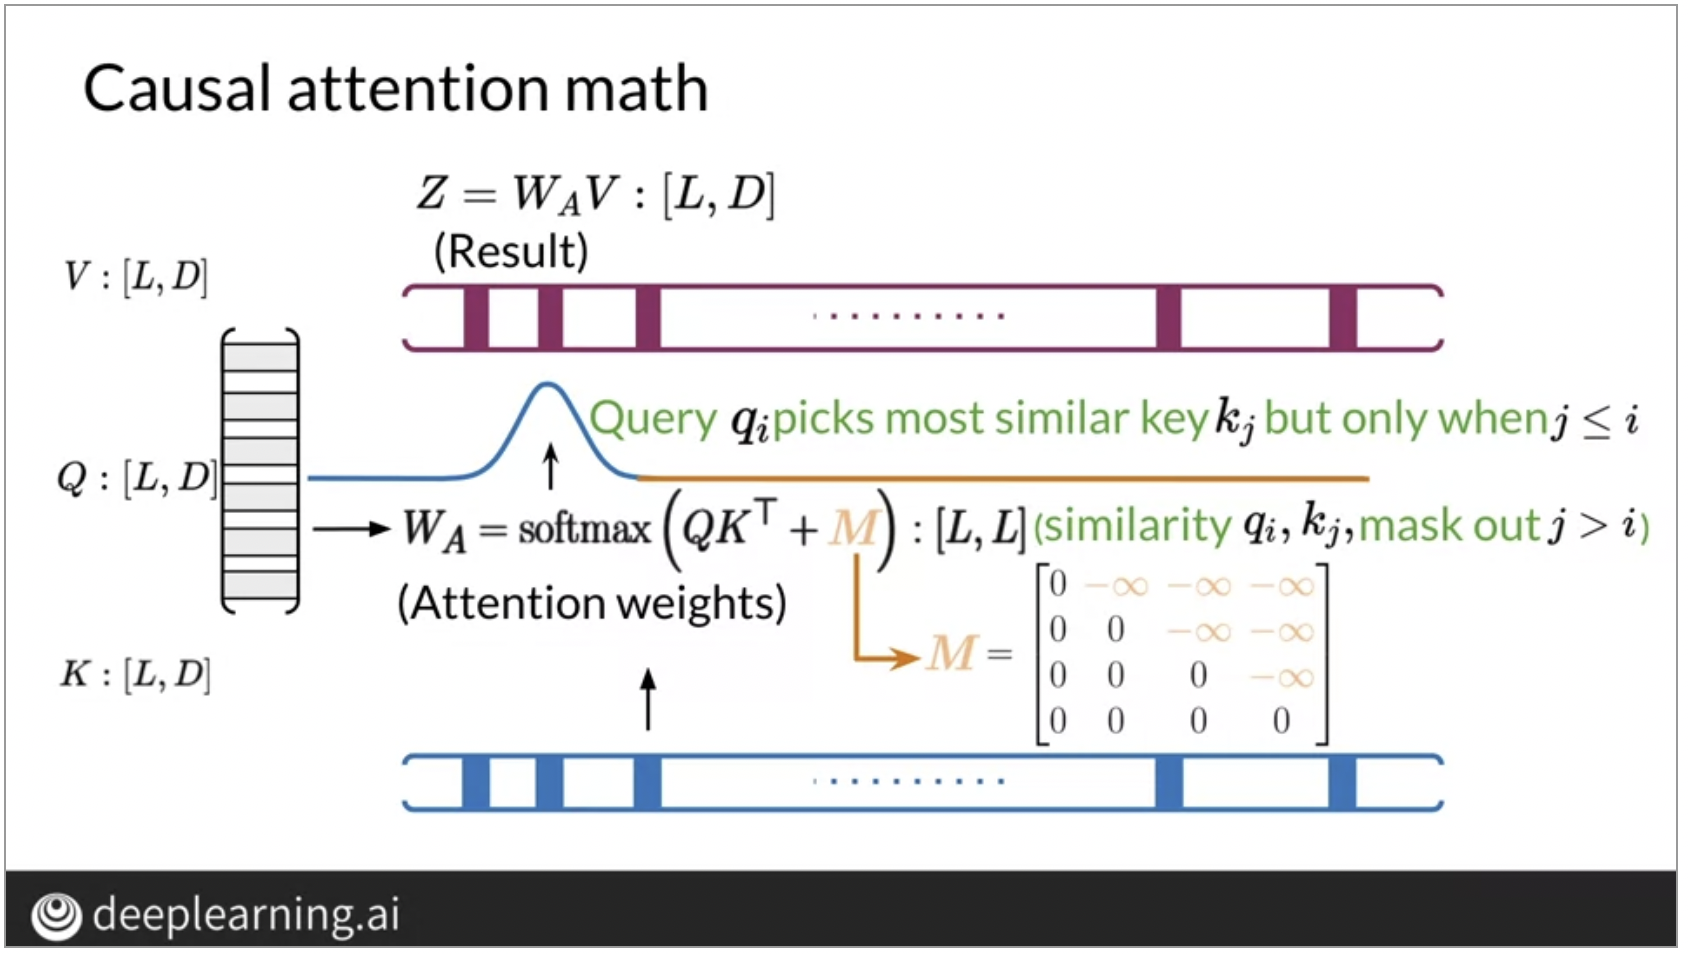 Causal attention math
Z = W_A V : [L, D]
(Result)
V : [L, D]
Query q_i picks most similar key k_j but only when j ≤ i
Q : [L, D]
W_A = softmax (QK^⊤ + M) : [L, L] (similarity q_i, k_j, mask out j > i)
(Attention weights)
M = [0 −∞ −∞ −∞
0 0 −∞ −∞
0 0 0 −∞
0 0 0 0]
K : [L, D]
deeplearning.ai